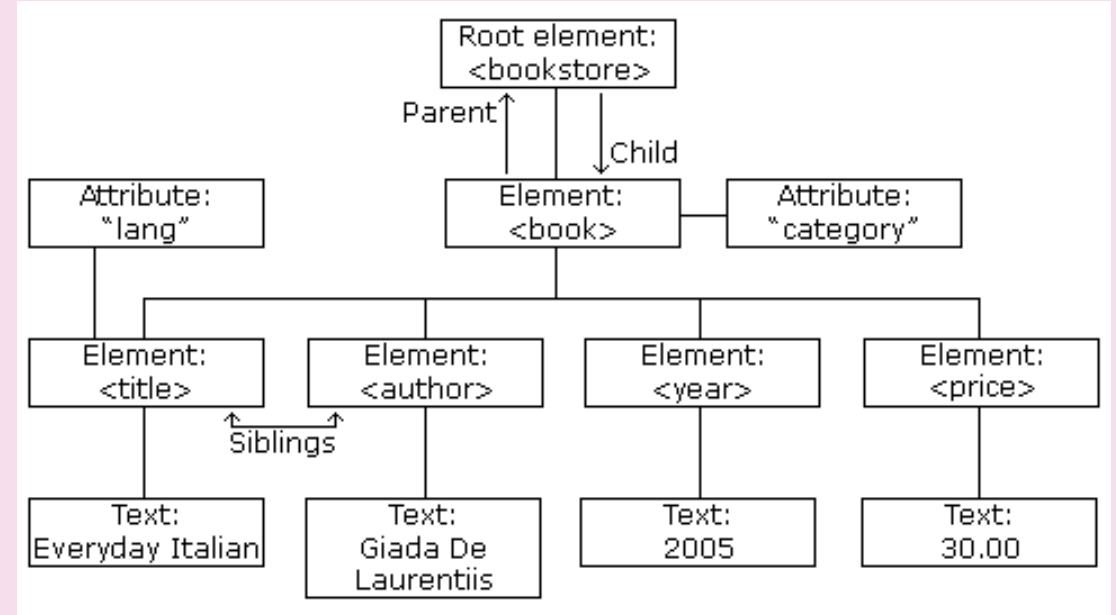 Root element:
<bookstore>
Parent
Child
Attribute:
“lang”
Element:
<book>
Attribute:
“category”
Element:
<title>
Element:
<author>
Element:
<year>
Element:
<price>
Siblings
Text:
Everyday Italian
Text:
Giada De
Laurentiis
Text:
2005
Text:
30.00